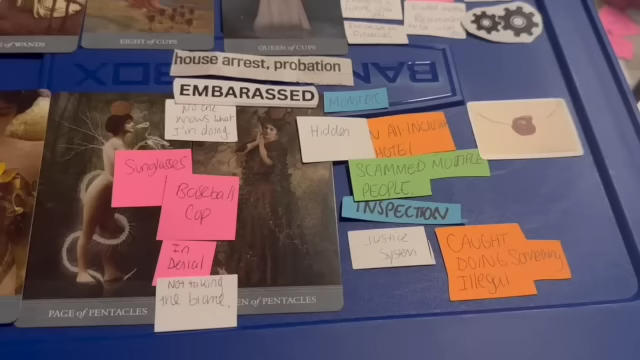 OF WANDS
EIGHT OF CUPS
QUEEN OF CUPS
house arrest, probation
BAN
BOX
EMBARASSED
No one
knows what
I'm doing.
Hidden
ALL-INCLUSIVE
HOTEL
SCAMMED MULTIPLE
PEOPLE.
INSPECTION
Justice
System
CAUGHT
DOING Something
Illegal
Sunglasses
Baseball
Cap
In
Denial
Not taking
the blame.
PAGE of PENTACLES
EN of PENTACLES